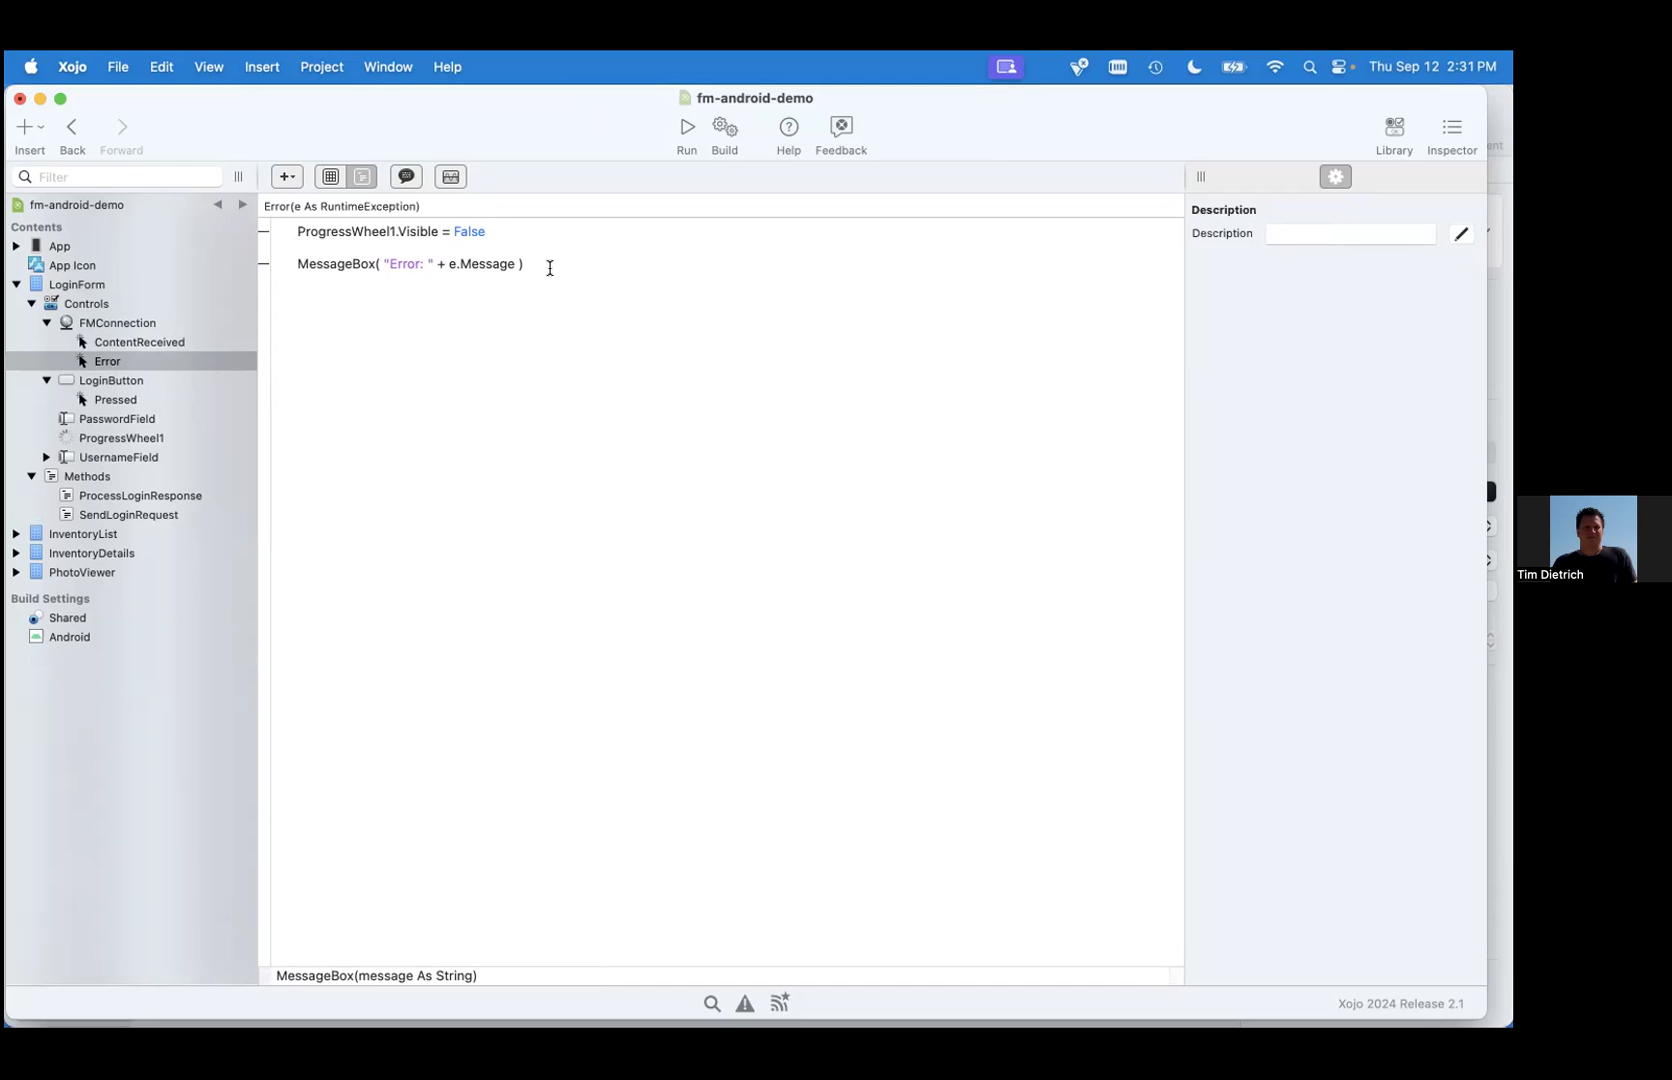 Xojo File Edit View Insert Project Window Help Thu Sep 12 2:31 PM
fm-android-demo
Insert Back Forward Run Build Help Feedback Library Inspector
Filter
fm-android-demo
Contents
App
App Icon
LoginForm
Controls
FMConnection
ContentReceived
Error
LoginButton
Pressed
PasswordField
ProgressWheel1
UsernameField
Methods
ProcessLoginResponse
SendLoginRequest
InventoryList
InventoryDetails
PhotoViewer
Build Settings
Shared
Android
Error(e As RuntimeException)
ProgressWheel1.Visible = False
MessageBox( "Error: " + e.Message )
MessageBox(message As String)
Description
Description
Xojo 2024 Release 2.1
Tim Dietrich